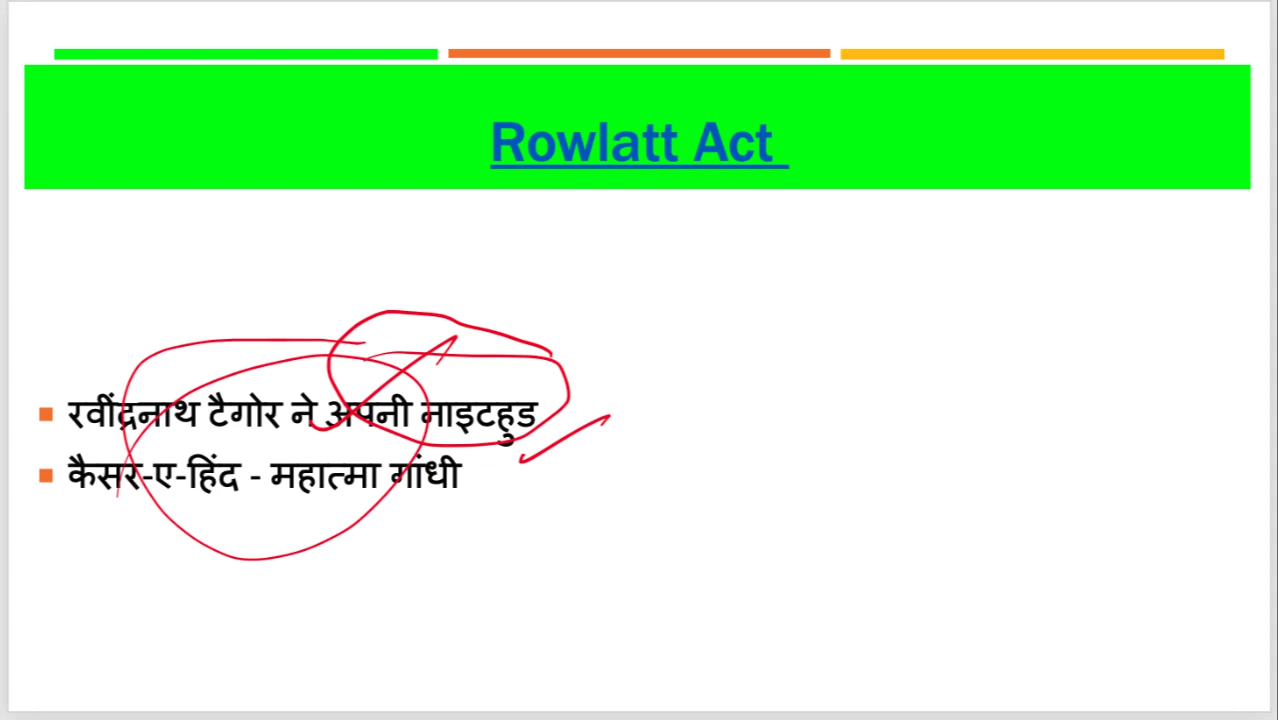 Rowlatt Act
रवींद्रनाथ टैगोर ने अपनी नाइटहुड
कैसर-ए-हिंद - महात्मा गांधी